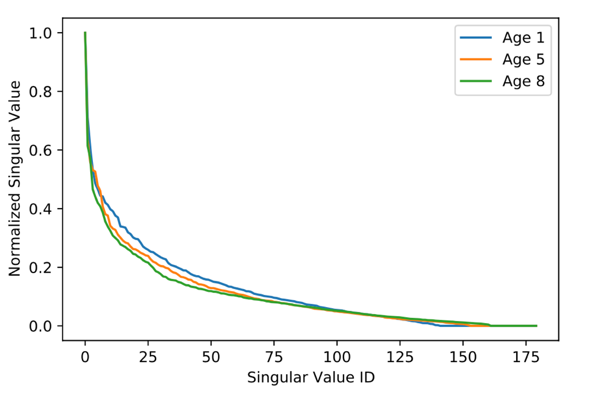 Age 1
Age 5
Age 8
Normalized Singular Value
1.0
0.8
0.6
0.4
0.2
0.0
0 25 50 75 100 125 150 175
Singular Value ID